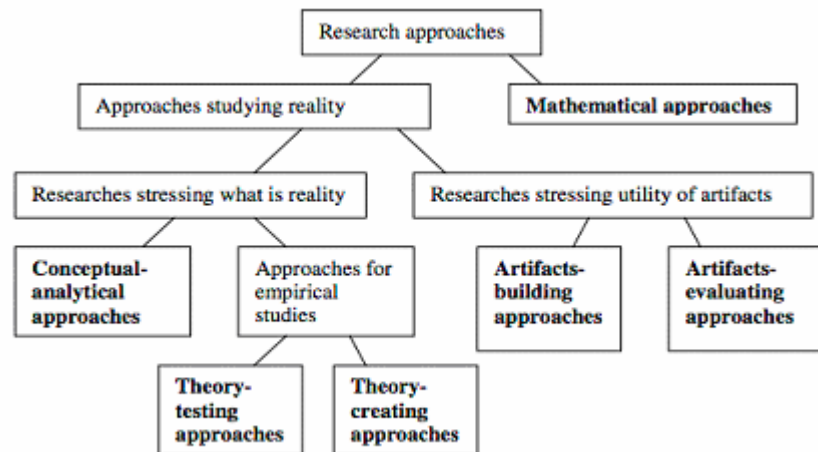 Research approaches
Approaches studying reality
Mathematical approaches
Researches stressing what is reality
Researches stressing utility of artifacts
Conceptual-
analytical
approaches
Approaches for
empirical
studies
Artifacts-
building
approaches
Artifacts-
evaluating
approaches
Theory-
testing
approaches
Theory-
creating
approaches